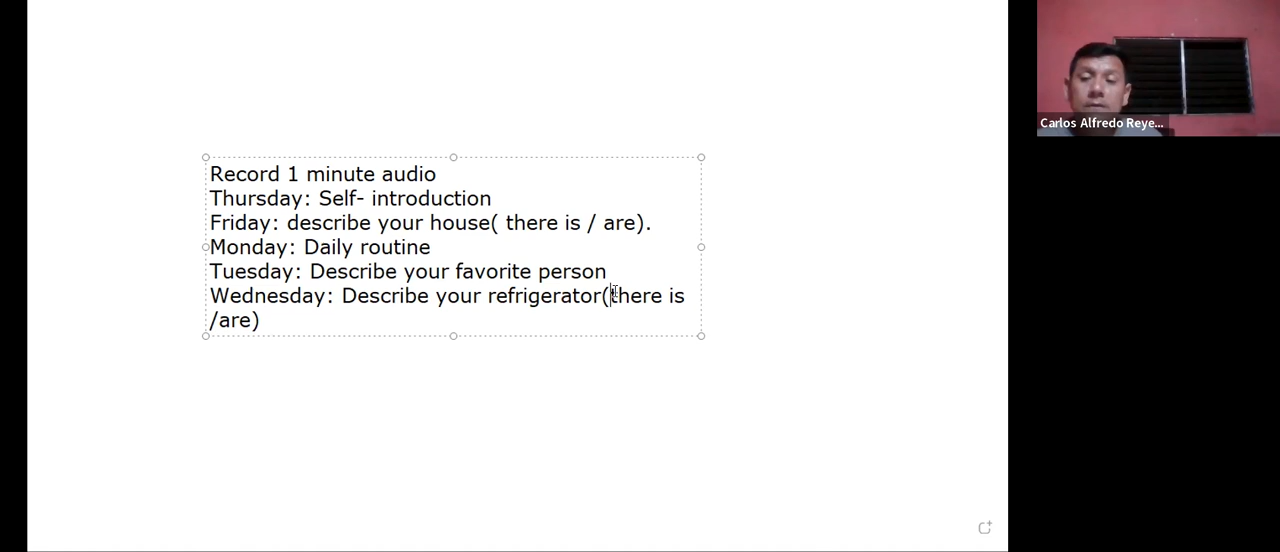 Record 1 minute audio
Thursday: Self- introduction
Friday: describe your house( there is / are).
Monday: Daily routine
Tuesday: Describe your favorite person
Wednesday: Describe your refrigerator(there is
/are)
Carlos Alfredo Reye...